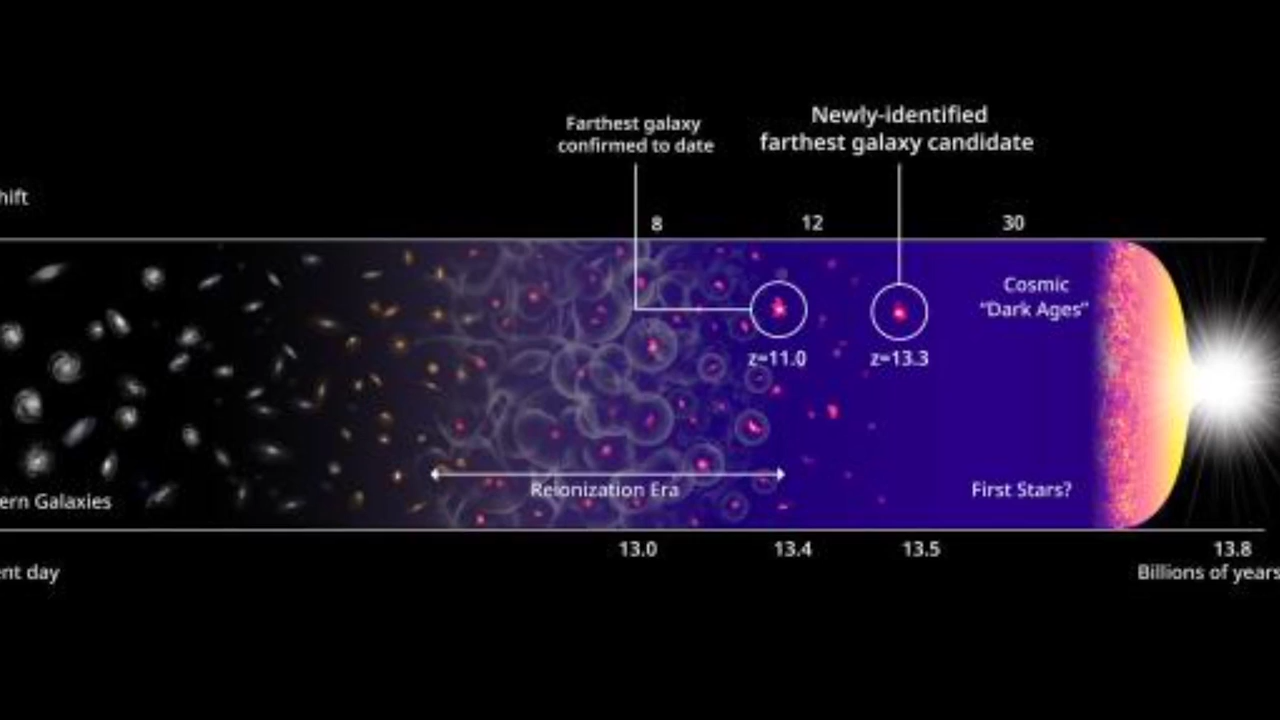 Farthest galaxy
confirmed to date
Newly-identified
farthest galaxy candidate
hift
8
12
30
Cosmic
“Dark Ages”
z=11.0
z=13.3
Reionization Era
First Stars?
ern Galaxies
13.0
13.4
13.5
13.8
ent day
Billions of years